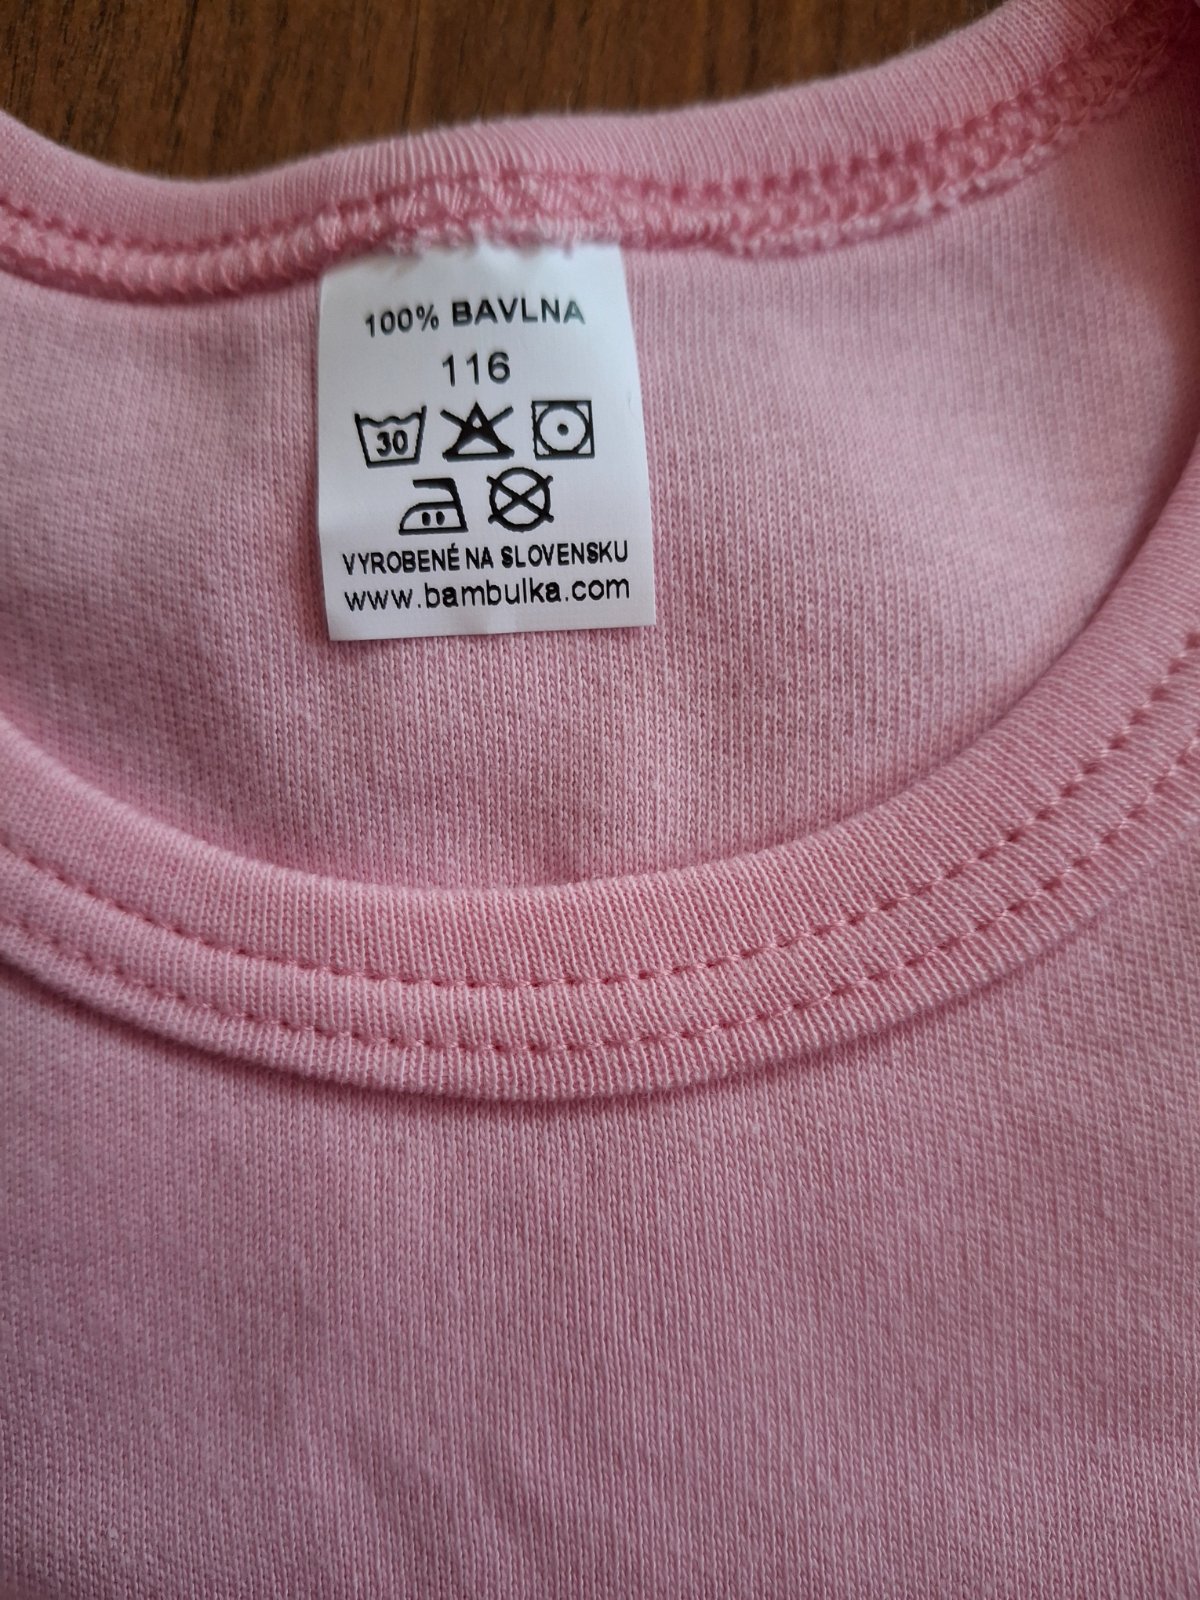 100% BAVLNA
116
30
VYROBENÉ NA SLOVENSKU
www.bambulka.com